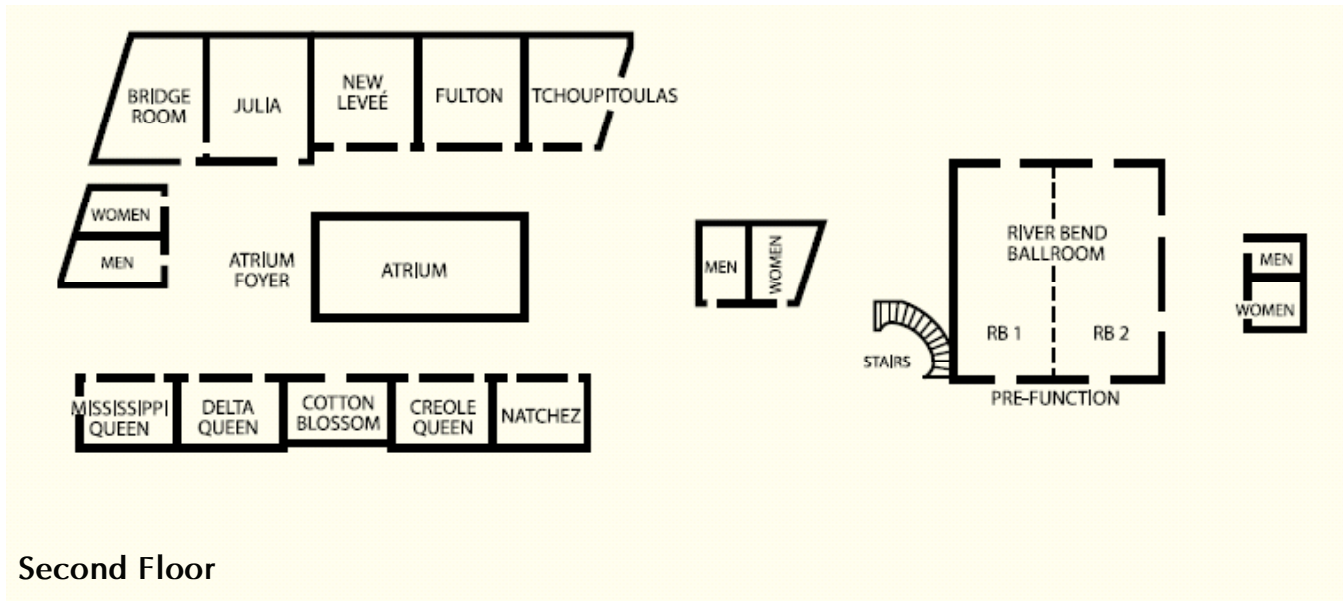 BRIDGE
ROOM
JULIA
NEW
LEVEÉ
FULTON
TCHOUPITOULAS
WOMEN
MEN
ATRIUM
FOYER
ATRIUM
MEN
WOMEN
RIVER BEND
BALLROOM
RB 1
RB 2
MEN
WOMEN
STAIRS
PRE-FUNCTION
MISSISSIPPI
QUEEN
DELTA
QUEEN
COTTON
BLOSSOM
CREOLE
QUEEN
NATCHEZ
Second Floor